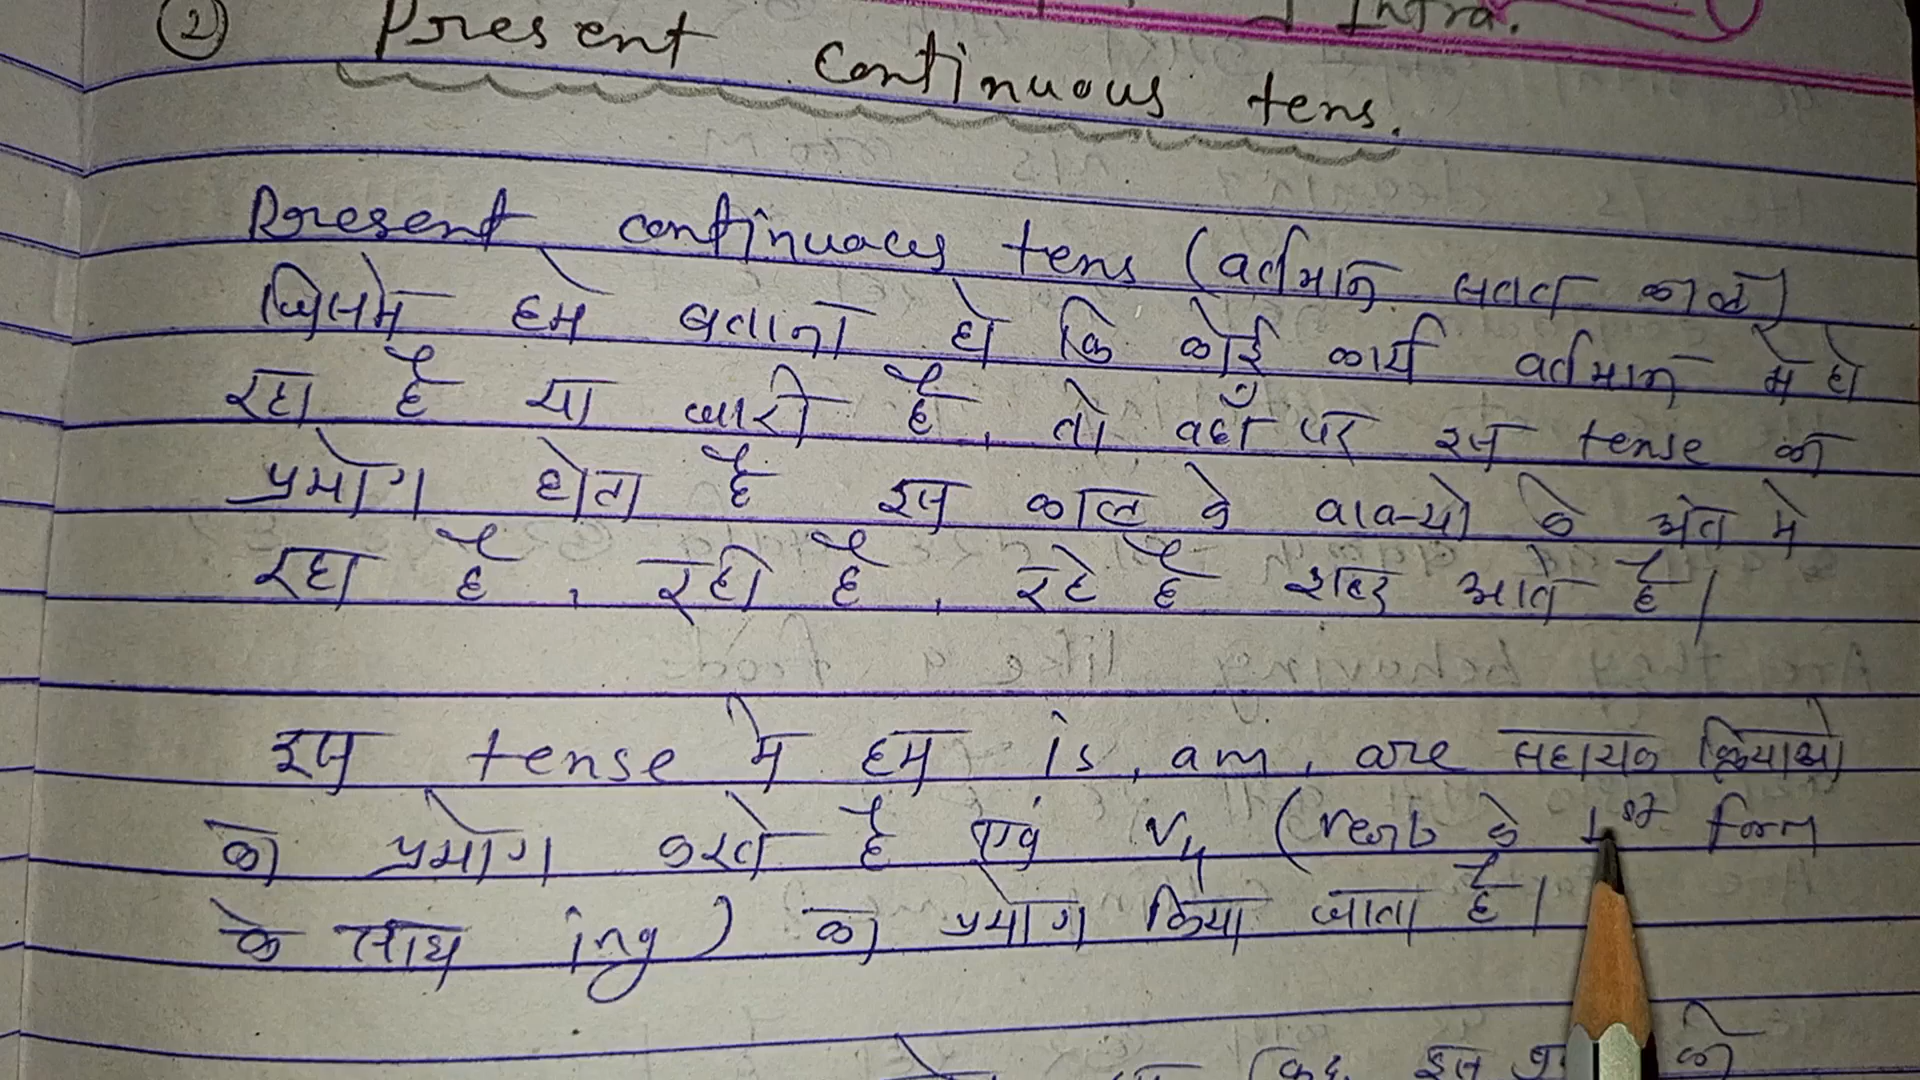 Intra.
② Present continuous tens.
Present continuous tens (वर्तमान सतत काल)
जिसमे हमे बताना हो कि कोई कार्य वर्तमान मे हो
रहा है या जारी है, तो वहाँ पर इस tense का
प्रयोग होता है इस काल के वाक्यो के अंत मे
रहा है, रही है, रहे है शब्द आते है।
इस tense मे हम is, am, are सहायक क्रियाओ
का प्रयोग करते है एवं V4 (verb के 1st form
के साथ ing) का प्रयोग किया जाता है।
इस